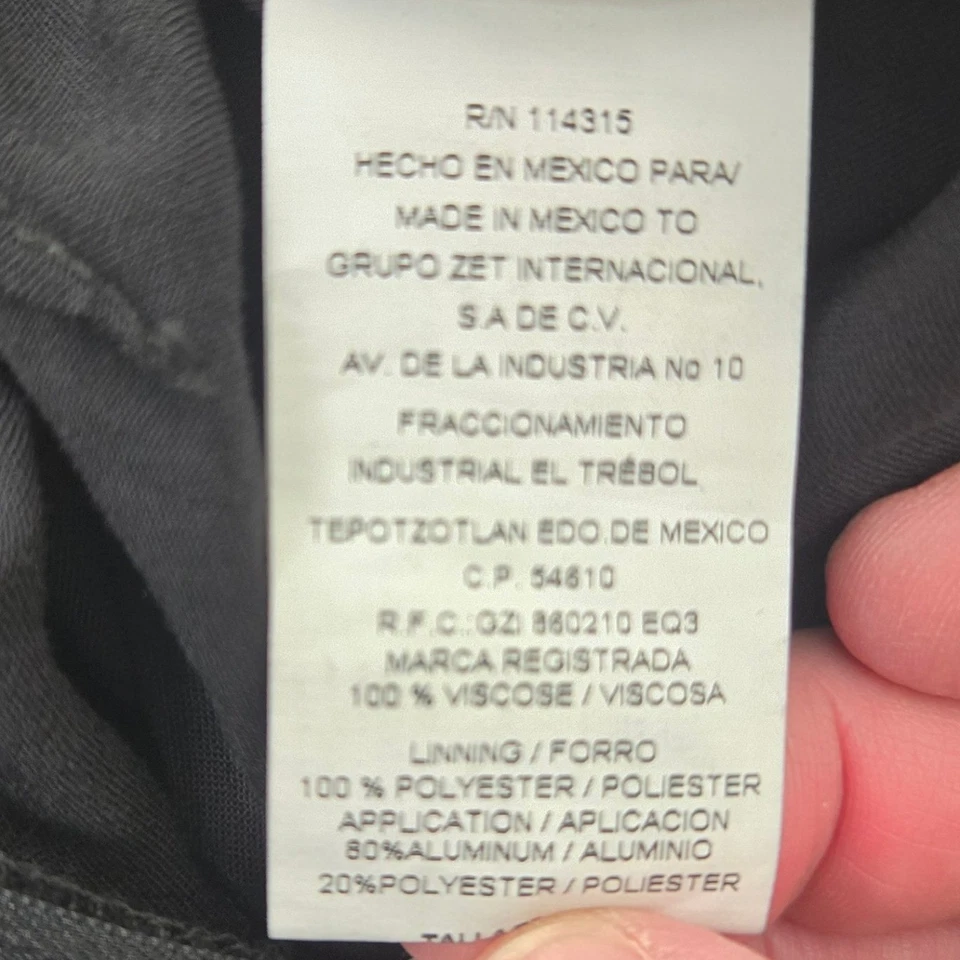 R/N 114315
HECHO EN MEXICO PARA/
MADE IN MEXICO TO
GRUPO ZET INTERNACIONAL,
S.A DE C.V.
AV. DE LA INDUSTRIA No 10
FRACCIONAMIENTO
INDUSTRIAL EL TRÉBOL
TEPOTZOTLAN EDO.DE MEXICO
C.P. 54610
R.F.C.:GZI 860210 EQ3
MARCA REGISTRADA
100 % VISCOSE / VISCOSA
LINNING / FORRO
100 % POLYESTER / POLIESTER
APPLICATION / APLICACION
80%ALUMINUM / ALUMINIO
20%POLYESTER / POLIESTER